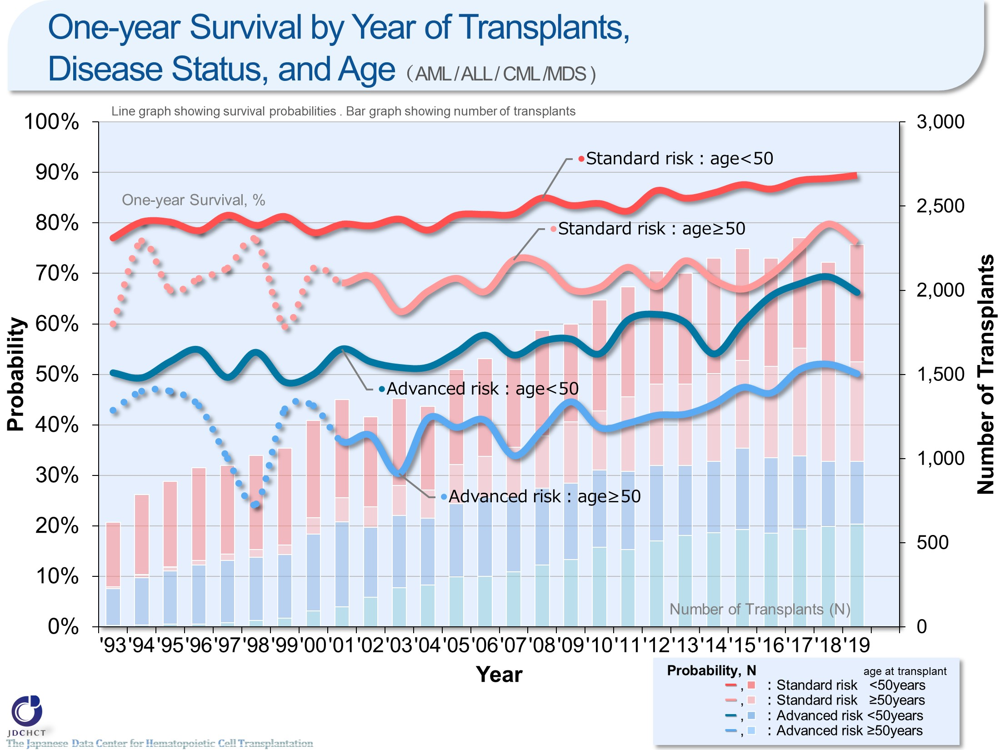 One-year Survival by Year of Transplants,
Disease Status, and Age (AML/ALL/CML/MDS)
Line graph showing survival probabilities. Bar graph showing number of transplants
100%
90%
80%
70%
60%
50%
40%
30%
20%
10%
0%
Probability
3,000
2,500
2,000
1,500
1,000
500
0
Number of Transplants
One-year Survival, %
•Standard risk : age<50
•Standard risk : age≥50
•Advanced risk : age<50
•Advanced risk : age≥50
Number of Transplants (N)
'93 '94 '95 '96 '97 '98 '99 '00 '01 '02 '03 '04 '05 '06 '07 '08 '09 '10 '11 '12 '13 '14 '15 '16 '17 '18 '19
Year
Probability, N age at transplant
, : Standard risk <50years
, : Standard risk ≥50years
, : Advanced risk <50years
, : Advanced risk ≥50years
JDCHCT
The Japanese Data Center for Hematopoietic Cell Transplantation